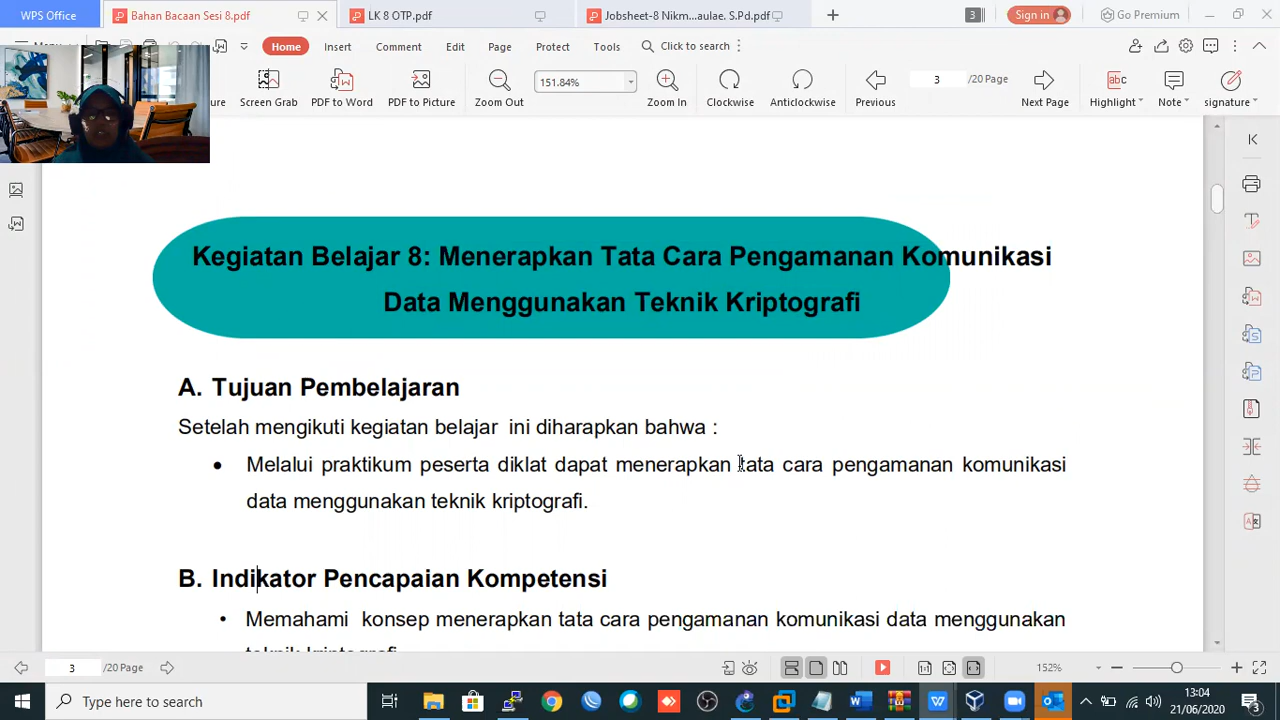 WPS Office
Bahan Bacaan Sesi 8.pdf
LK 8 OTP.pdf
Jobsheet-8 Nikm...aulae. S.Pd.pdf
3
Sign in
Go Premium
Home
Insert
Comment
Edit
Page
Protect
Tools
Click to search
Screen Grab
PDF to Word
PDF to Picture
Zoom Out
151.84%
Zoom In
Clockwise
Anticlockwise
Previous
3 /20 Page
Next Page
Highlight
Note
signature
Kegiatan Belajar 8: Menerapkan Tata Cara Pengamanan Komunikasi
Data Menggunakan Teknik Kriptografi
A. Tujuan Pembelajaran
Setelah mengikuti kegiatan belajar ini diharapkan bahwa :
• Melalui praktikum peserta diklat dapat menerapkan tata cara pengamanan komunikasi
data menggunakan teknik kriptografi.
B. Indikator Pencapaian Kompetensi
• Memahami konsep menerapkan tata cara pengamanan komunikasi data menggunakan
teknik kriptografi
3 /20 Page
152%
Type here to search
13:04
21/06/2020
3